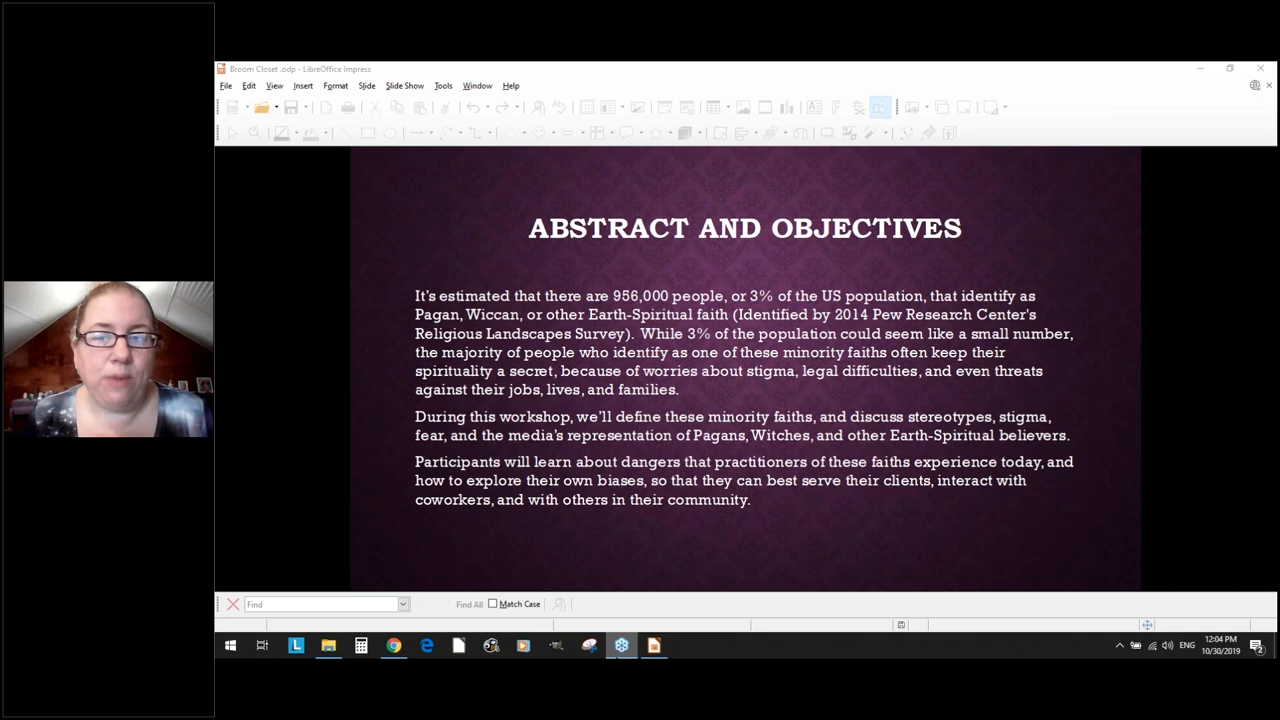 Broom Closet .odp - LibreOffice Impress
File Edit View Insert Format Slide Slide Show Tools Window Help
ABSTRACT AND OBJECTIVES
It's estimated that there are 956,000 people, or 3% of the US population, that identify as
Pagan, Wiccan, or other Earth-Spiritual faith (Identified by 2014 Pew Research Center's
Religious Landscapes Survey). While 3% of the population could seem like a small number,
the majority of people who identify as one of these minority faiths often keep their
spirituality a secret, because of worries about stigma, legal difficulties, and even threats
against their jobs, lives, and families.
During this workshop, we'll define these minority faiths, and discuss stereotypes, stigma,
fear, and the media's representation of Pagans, Witches, and other Earth-Spiritual believers.
Participants will learn about dangers that practitioners of these faiths experience today, and
how to explore their own biases, so that they can best serve their clients, interact with
coworkers, and with others in their community.
Find Find All Match Case
L ENG 12:04 PM
10/30/2019 2